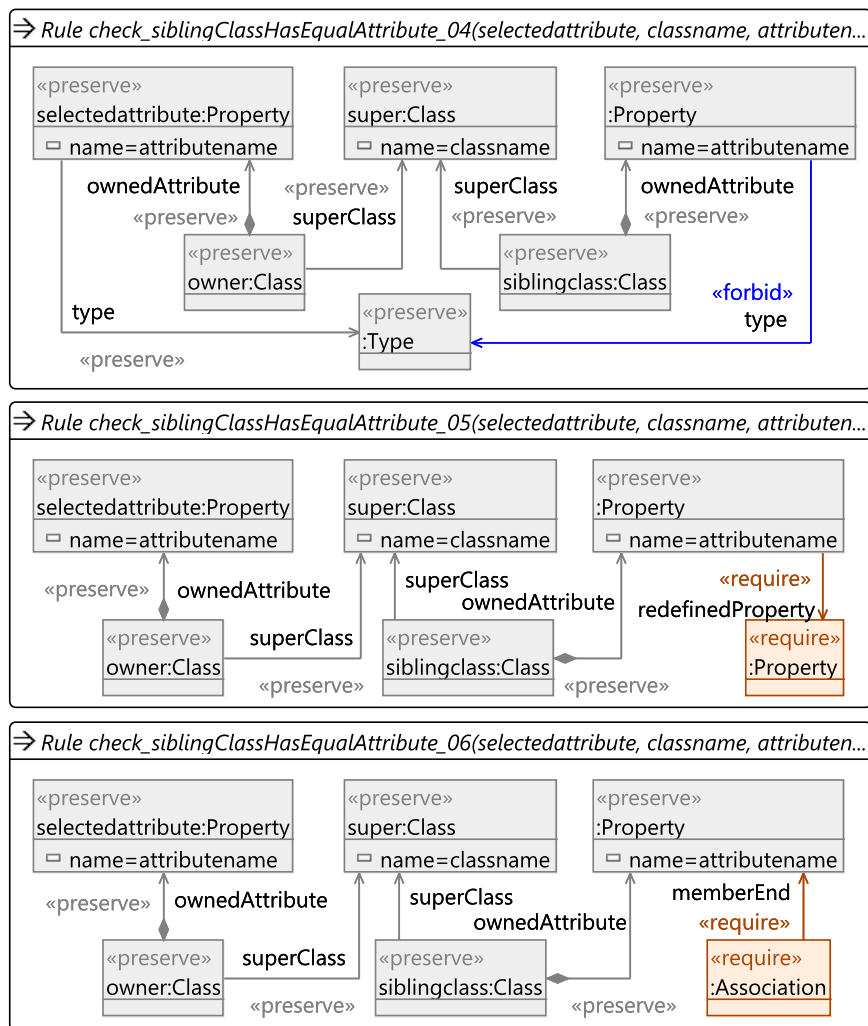 Rule check_siblingClassHasEqualAttribute_04(selectedattribute, classname, attributen...
«preserve»
selectedattribute:Property
name=attributename
«preserve»
super:Class
name=classname
«preserve»
:Property
name=attributename
ownedAttribute
«preserve»
«preserve»
superClass
superClass
«preserve»
ownedAttribute
«preserve»
«preserve»
owner:Class
«preserve»
siblingclass:Class
type
«preserve»
«preserve»
:Type
«forbid»
type
Rule check_siblingClassHasEqualAttribute_05(selectedattribute, classname, attributen...
«preserve»
selectedattribute:Property
name=attributename
«preserve»
super:Class
name=classname
«preserve»
:Property
name=attributename
«preserve»
ownedAttribute
superClass
ownedAttribute
«require»
redefinedProperty
«preserve»
owner:Class
superClass
«preserve»
«preserve»
siblingclass:Class
«preserve»
«require»
:Property
Rule check_siblingClassHasEqualAttribute_06(selectedattribute, classname, attributen...
«preserve»
selectedattribute:Property
name=attributename
«preserve»
super:Class
name=classname
«preserve»
:Property
name=attributename
«preserve»
ownedAttribute
superClass
ownedAttribute
memberEnd
«require»
«preserve»
owner:Class
superClass
«preserve»
«preserve»
siblingclass:Class
«preserve»
«require»
:Association